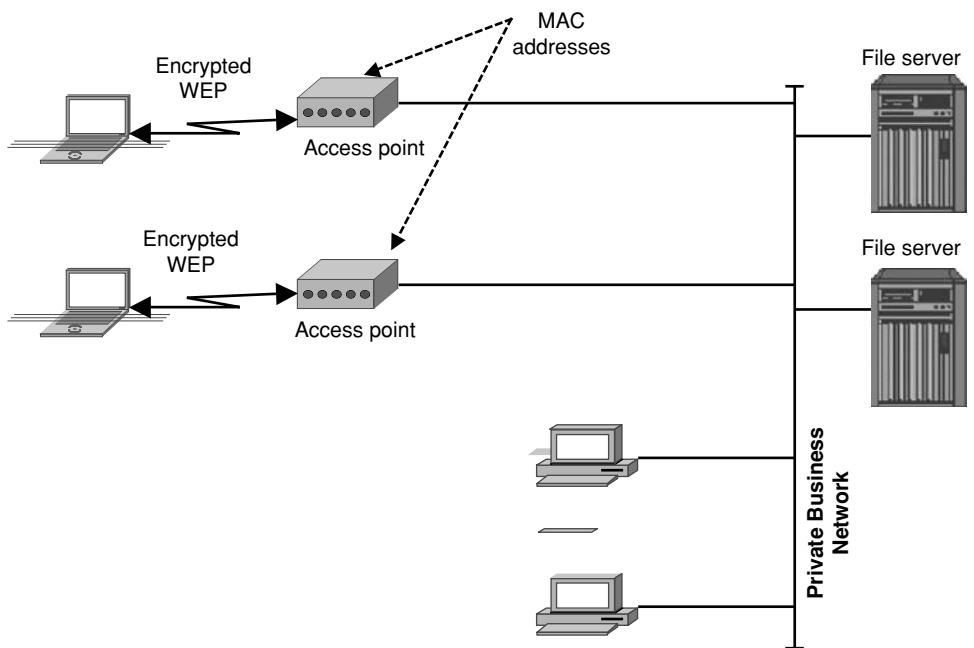 MAC
addresses
Encrypted
WEP
File server
Access point
Encrypted
WEP
File server
Access point
Private Business
Network